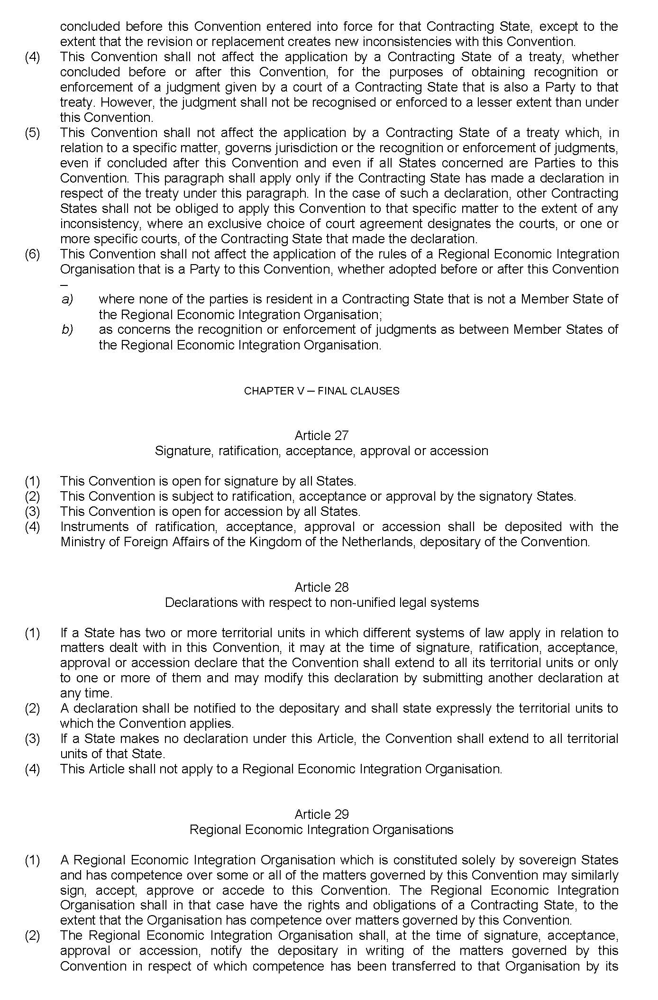 concluded before this Convention entered into force for that Contracting State, except to the
extent that the revision or replacement creates new inconsistencies with this Convention.
(4) This Convention shall not affect the application by a Contracting State of a treaty, whether
concluded before or after this Convention, for the purposes of obtaining recognition or
enforcement of a judgment given by a court of a Contracting State that is also a Party to that
treaty. However, the judgment shall not be recognised or enforced to a lesser extent than under
this Convention.
(5) This Convention shall not affect the application by a Contracting State of a treaty which, in
relation to a specific matter, governs jurisdiction or the recognition or enforcement of judgments,
even if concluded after this Convention and even if all States concerned are Parties to this
Convention. This paragraph shall apply only if the Contracting State has made a declaration in
respect of the treaty under this paragraph. In the case of such a declaration, other Contracting
States shall not be obliged to apply this Convention to that specific matter to the extent of any
inconsistency, where an exclusive choice of court agreement designates the courts, or one or
more specific courts, of the Contracting State that made the declaration.
(6) This Convention shall not affect the application of the rules of a Regional Economic Integration
Organisation that is a Party to this Convention, whether adopted before or after this Convention
–
a) where none of the parties is resident in a Contracting State that is not a Member State of
the Regional Economic Integration Organisation;
b) as concerns the recognition or enforcement of judgments as between Member States of
the Regional Economic Integration Organisation.
CHAPTER V – FINAL CLAUSES
Article 27
Signature, ratification, acceptance, approval or accession
(1) This Convention is open for signature by all States.
(2) This Convention is subject to ratification, acceptance or approval by the signatory States.
(3) This Convention is open for accession by all States.
(4) Instruments of ratification, acceptance, approval or accession shall be deposited with the
Ministry of Foreign Affairs of the Kingdom of the Netherlands, depositary of the Convention.
Article 28
Declarations with respect to non-unified legal systems
(1) If a State has two or more territorial units in which different systems of law apply in relation to
matters dealt with in this Convention, it may at the time of signature, ratification, acceptance,
approval or accession declare that the Convention shall extend to all its territorial units or only
to one or more of them and may modify this declaration by submitting another declaration at
any time.
(2) A declaration shall be notified to the depositary and shall state expressly the territorial units to
which the Convention applies.
(3) If a State makes no declaration under this Article, the Convention shall extend to all territorial
units of that State.
(4) This Article shall not apply to a Regional Economic Integration Organisation.
Article 29
Regional Economic Integration Organisations
(1) A Regional Economic Integration Organisation which is constituted solely by sovereign States
and has competence over some or all of the matters governed by this Convention may similarly
sign, accept, approve or accede to this Convention. The Regional Economic Integration
Organisation shall in that case have the rights and obligations of a Contracting State, to the
extent that the Organisation has competence over matters governed by this Convention.
(2) The Regional Economic Integration Organisation shall, at the time of signature, acceptance,
approval or accession, notify the depositary in writing of the matters governed by this
Convention in respect of which competence has been transferred to that Organisation by its